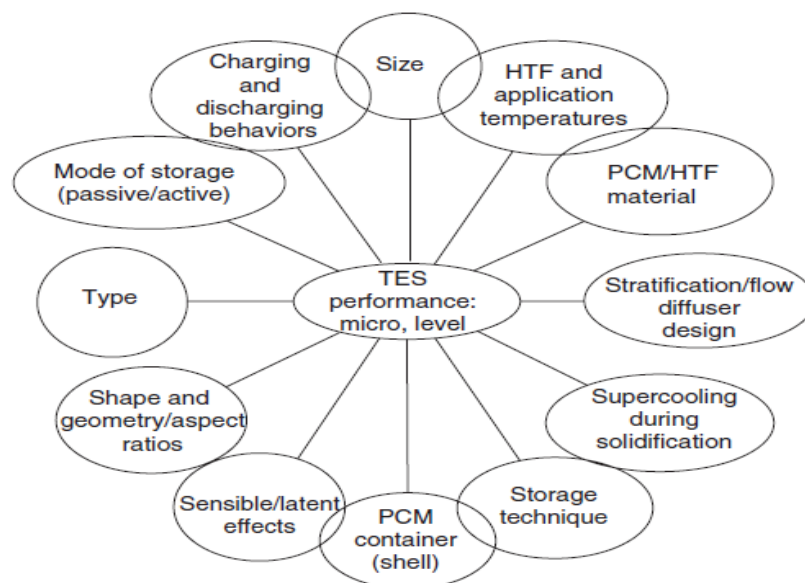 Size
Charging
and
discharging
behaviors
HTF and
application
temperatures
Mode of storage
(passive/active)
PCM/HTF
material
Type
TES
performance:
micro, level
Stratification/flow
diffuser
design
Shape and
geometry/aspect
ratios
Supercooling
during
solidification
Sensible/latent
effects
PCM
container
(shell)
Storage
technique